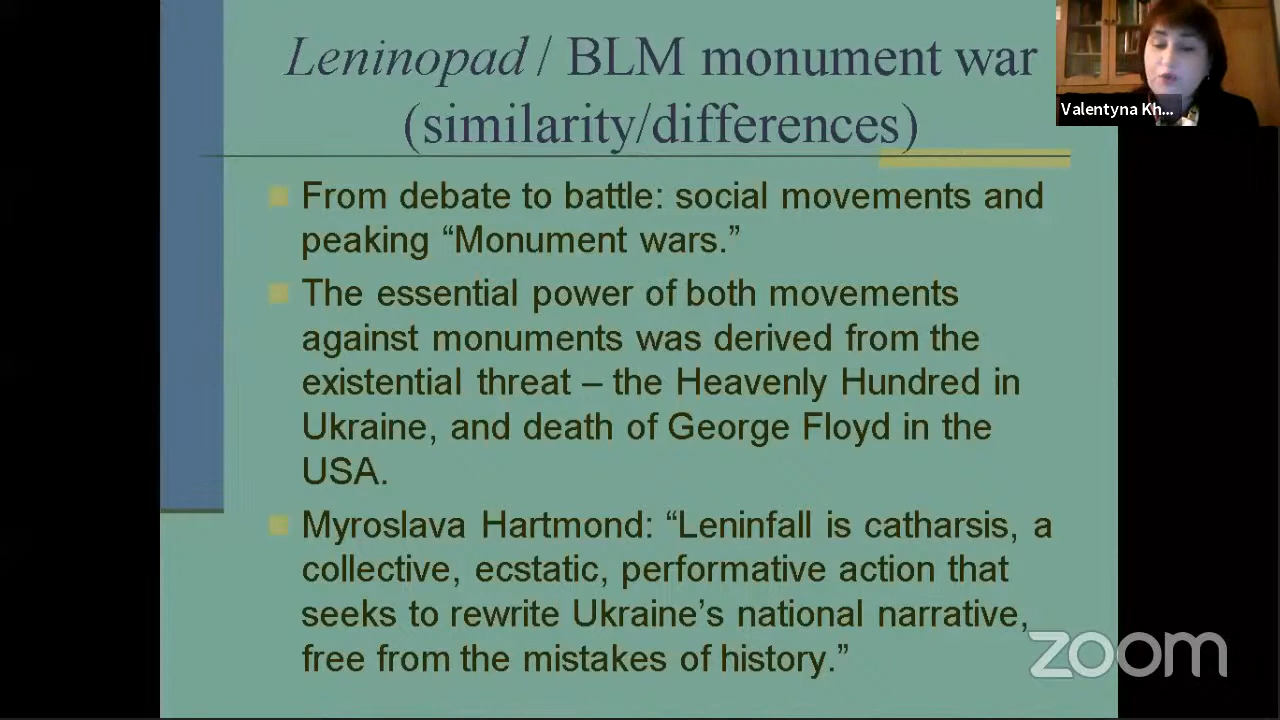 Leninopad / BLM monument war
(similarity/differences)
Valentyna Kh...
From debate to battle: social movements and
peaking “Monument wars.”
The essential power of both movements
against monuments was derived from the
existential threat – the Heavenly Hundred in
Ukraine, and death of George Floyd in the
USA.
Myroslava Hartmond: “Leninfall is catharsis, a
collective, ecstatic, performative action that
seeks to rewrite Ukraine’s national narrative,
free from the mistakes of history.”
zoom